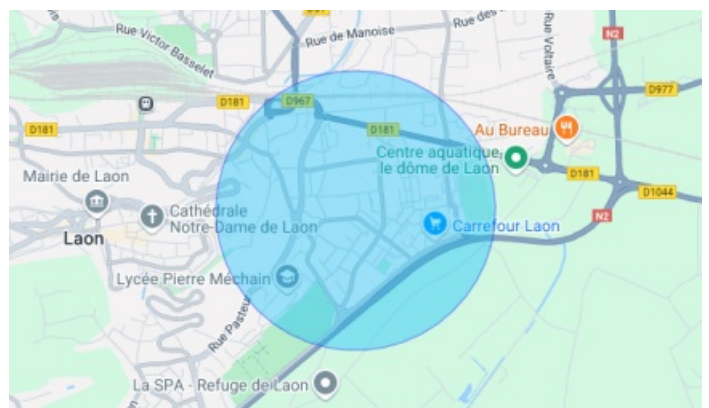 Rue Victor Basselet
Rue de Manoise
Rue des
Rue Voltaire
N2
D977
D181
D967
D181
D181
Au Bureau
Centre aquatique,
le dôme de Laon
D181
D1044
N2
Mairie de Laon
Cathédrale
Notre-Dame de Laon
Laon
Carrefour Laon
Lycée Pierre Méchain
Rue Pasteur
La SPA - Refuge de Laon